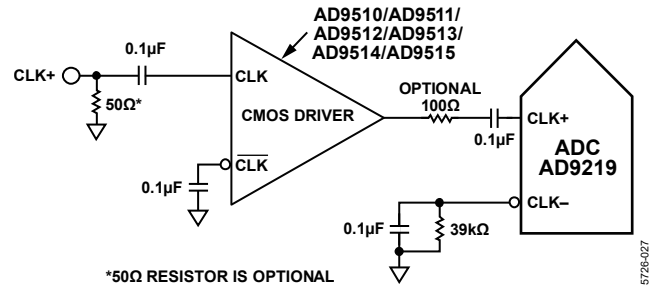 AD9510/AD9511/
AD9512/AD9513/
AD9514/AD9515
0.1µF
CLK+
50Ω*
CLK
CMOS DRIVER
OPTIONAL
100Ω
0.1µF
CLK+
ADC
AD9219
CLK
0.1µF
CLK–
0.1µF
39kΩ
*50Ω RESISTOR IS OPTIONAL
5726-027